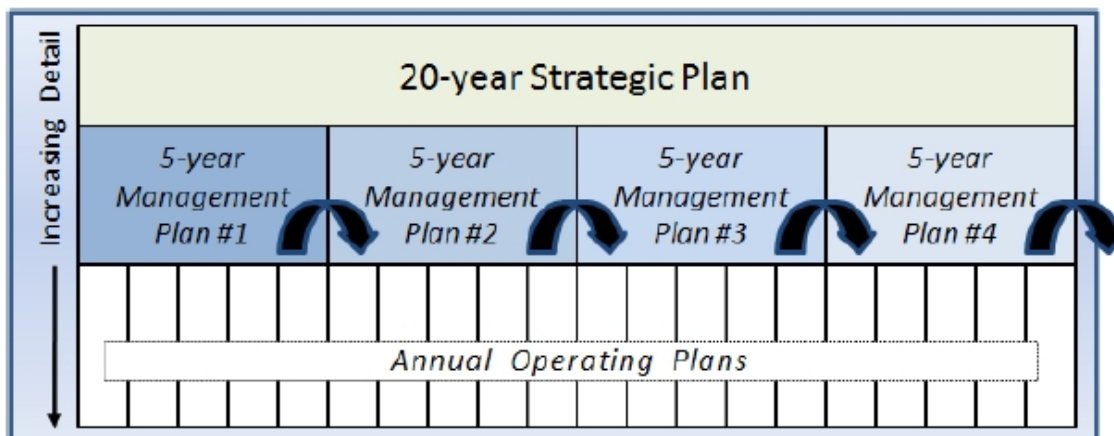 Increasing Detail
20-year Strategic Plan
5-year
Management
Plan #1
5-year
Management
Plan #2
5-year
Management
Plan #3
5-year
Management
Plan #4
Annual Operating Plans